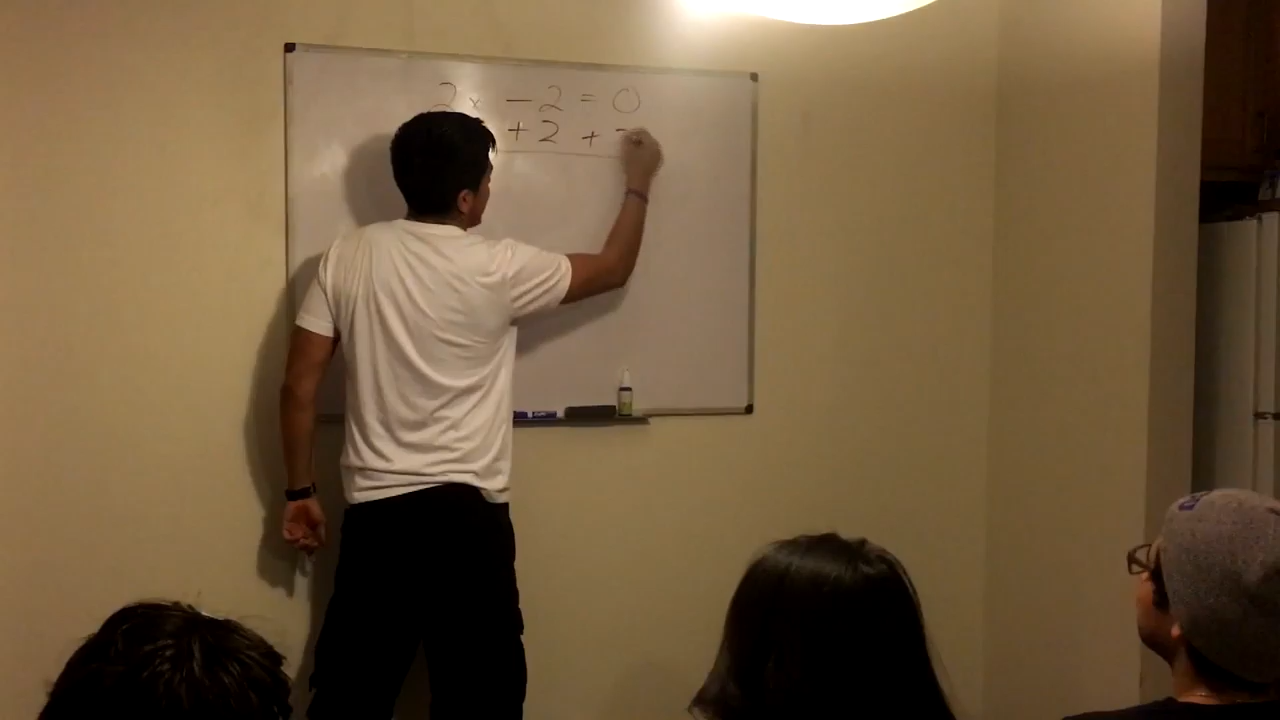 2x - 2 = 0
+ 2 +